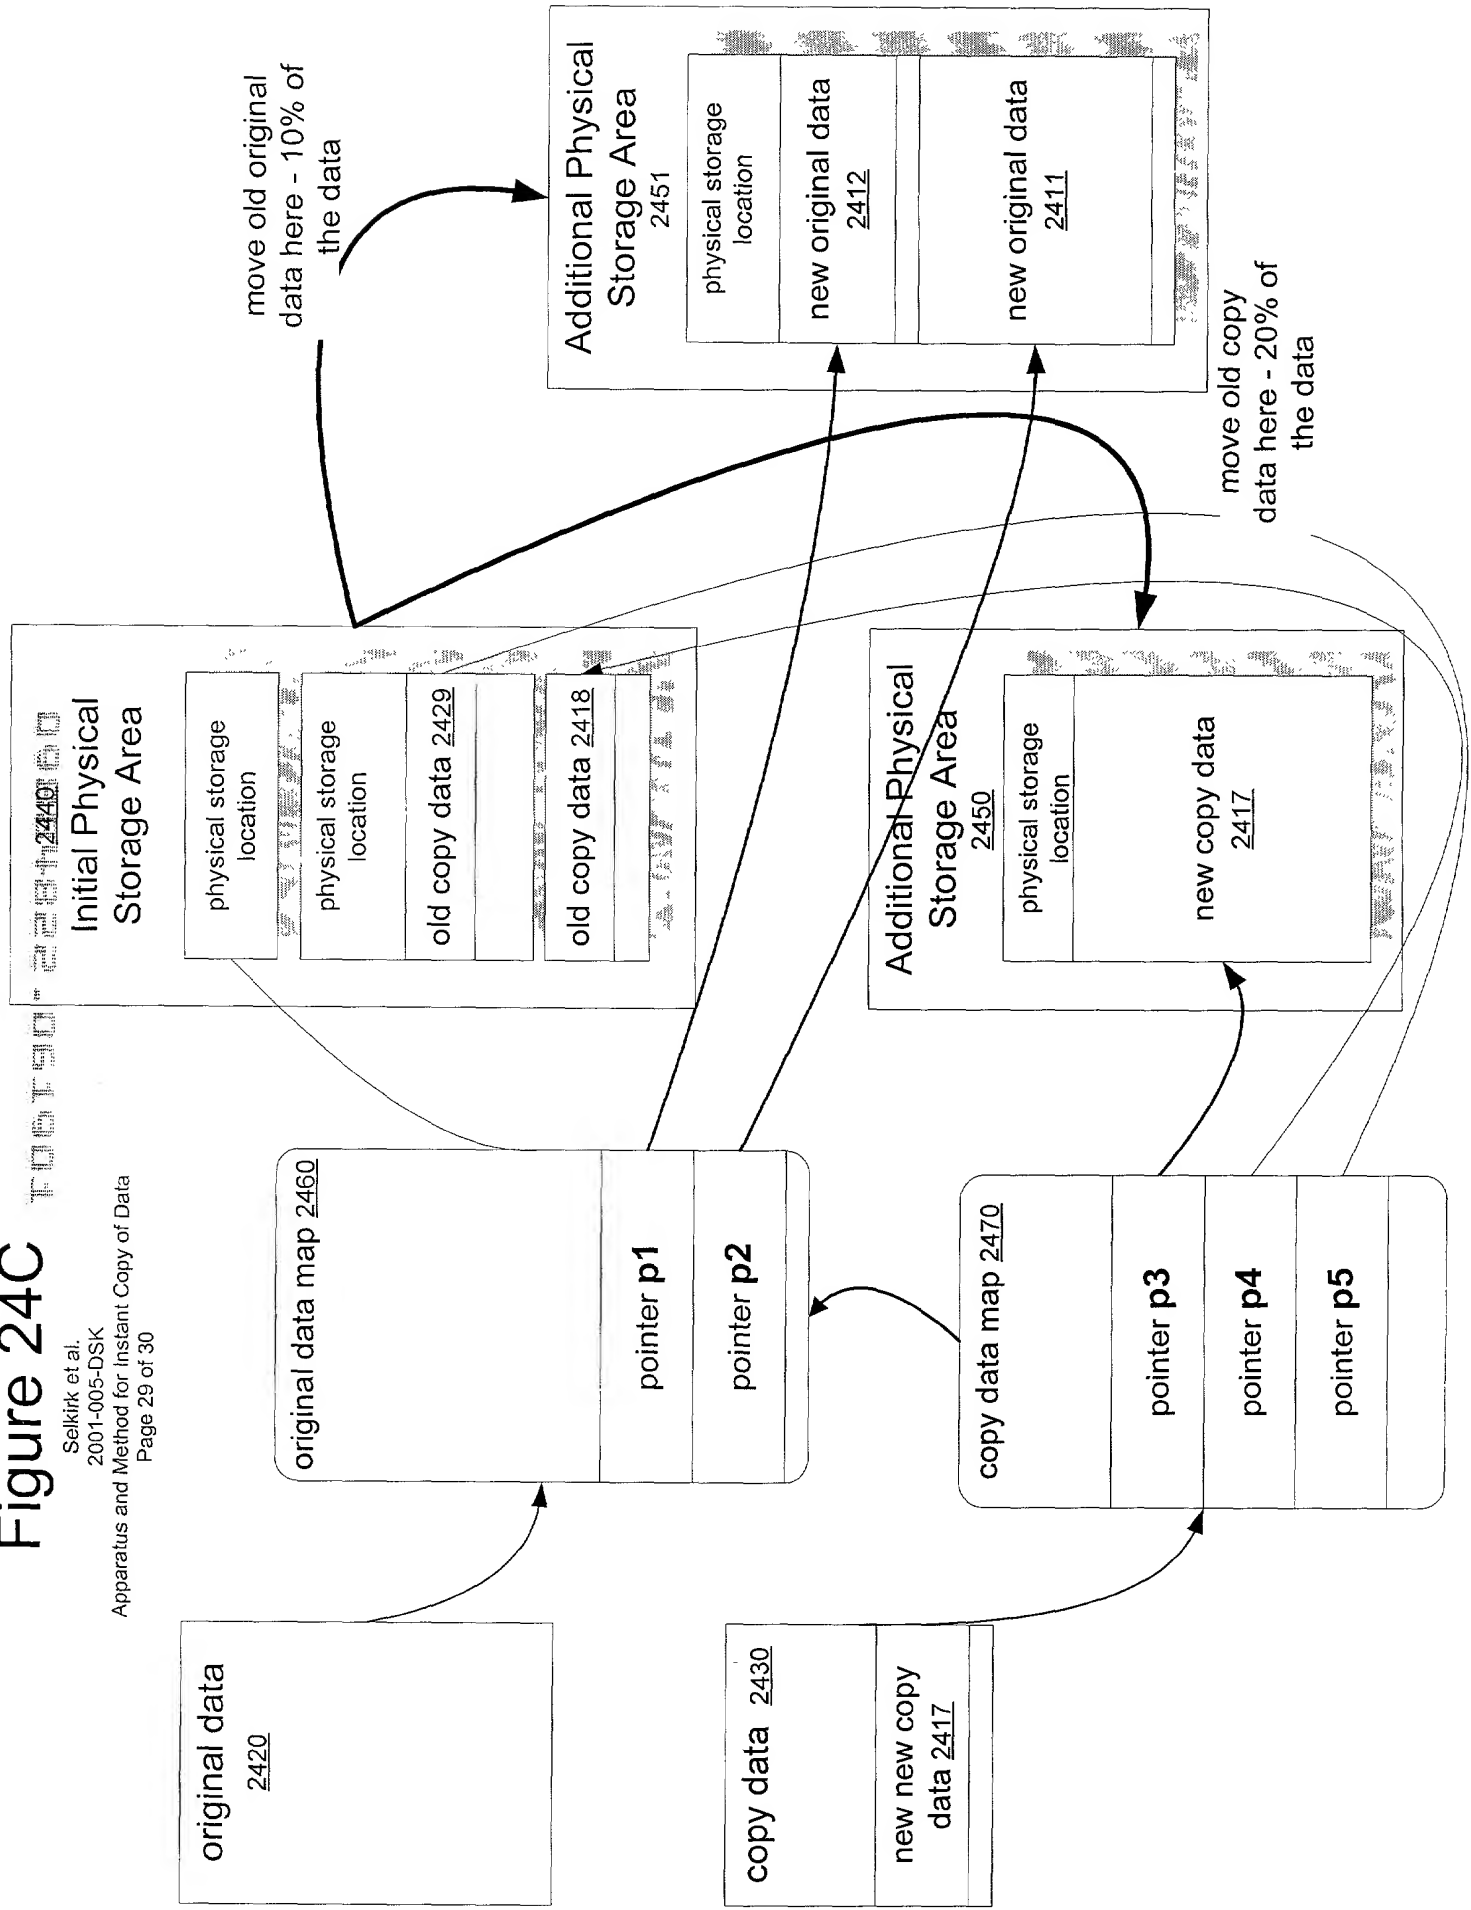 Figure 24C
Selkirk et al.
2001-005-DSK
Apparatus and Method for Instant Copy of Data
Page 29 of 30
2440
Initial Physical
Storage Area
physical storage
location
physical storage
location
old copy data 2429
old copy data 2418
move old original
data here - 10% of
the data
original data
2420
original data map 2460
pointer p1
pointer p2
Additional Physical
Storage Area
2451
physical storage
location
new original data
2412
new original data
2411
copy data 2430
new new copy
data 2417
copy data map 2470
pointer p3
pointer p4
pointer p5
Additional Physical
Storage Area
2450
physical storage
location
new copy data
2417
move old copy
data here - 20% of
the data